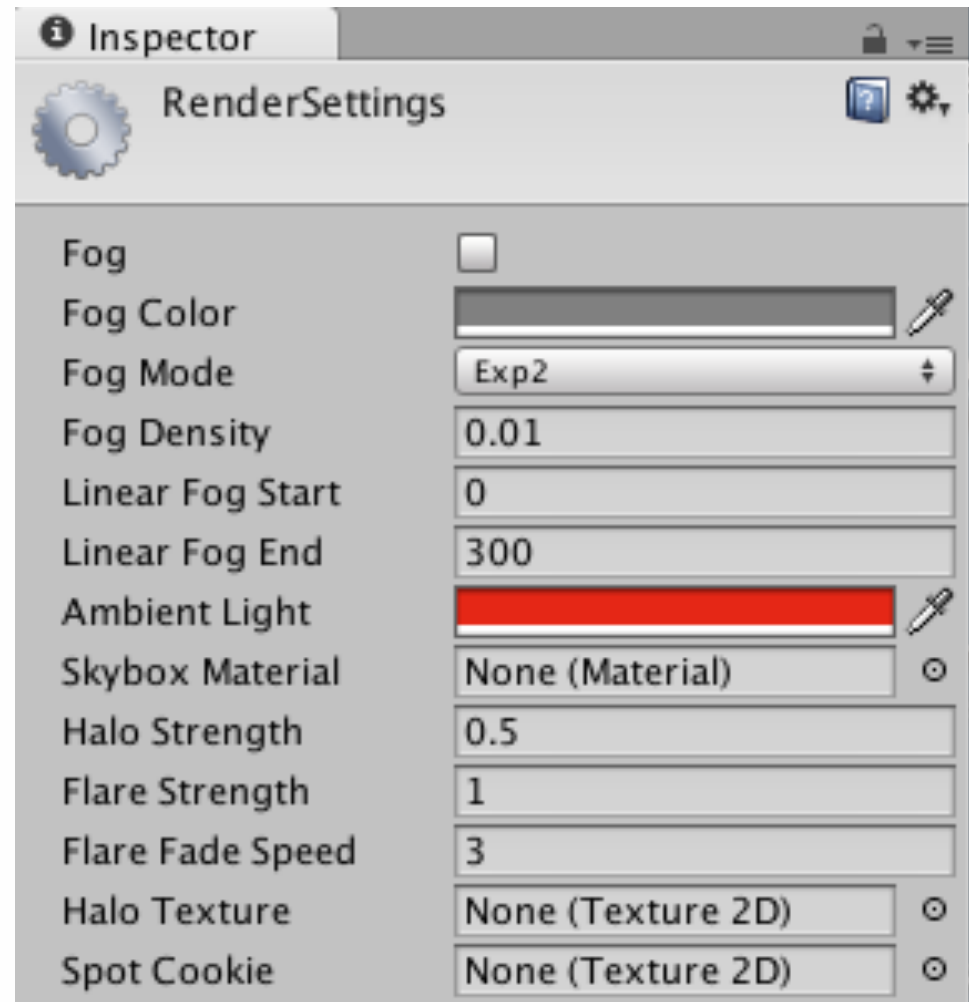 Inspector
RenderSettings
Fog
Fog Color
Fog Mode Exp2
Fog Density 0.01
Linear Fog Start 0
Linear Fog End 300
Ambient Light
Skybox Material None (Material)
Halo Strength 0.5
Flare Strength 1
Flare Fade Speed 3
Halo Texture None (Texture 2D)
Spot Cookie None (Texture 2D)